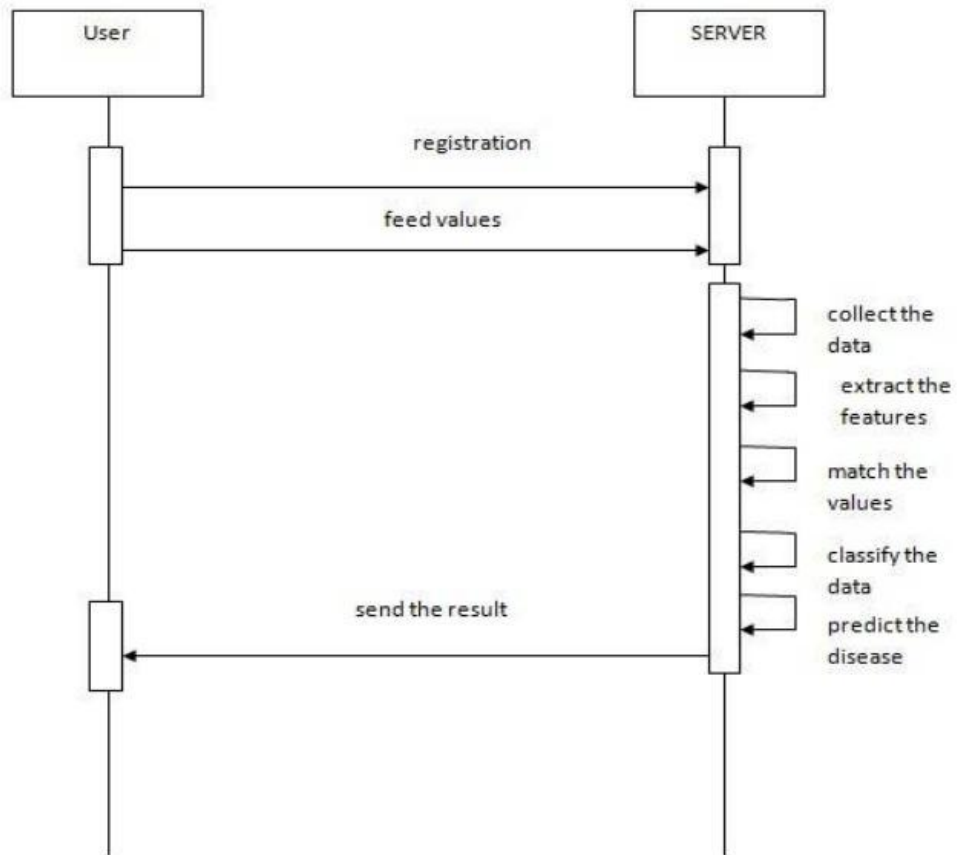 User
SERVER
registration
feed values
collect the
data
extract the
features
match the
values
classify the
data
send the result
predict the
disease